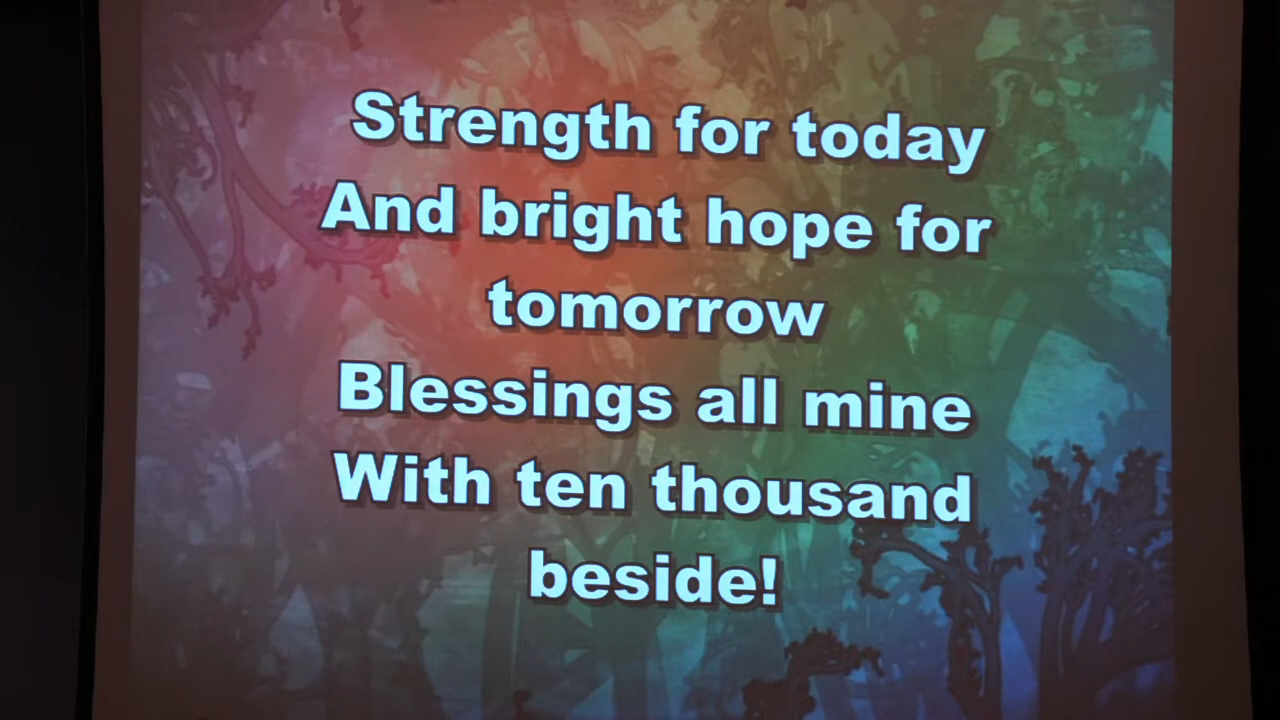 Strength for today
And bright hope for
tomorrow
Blessings all mine
With ten thousand
beside!